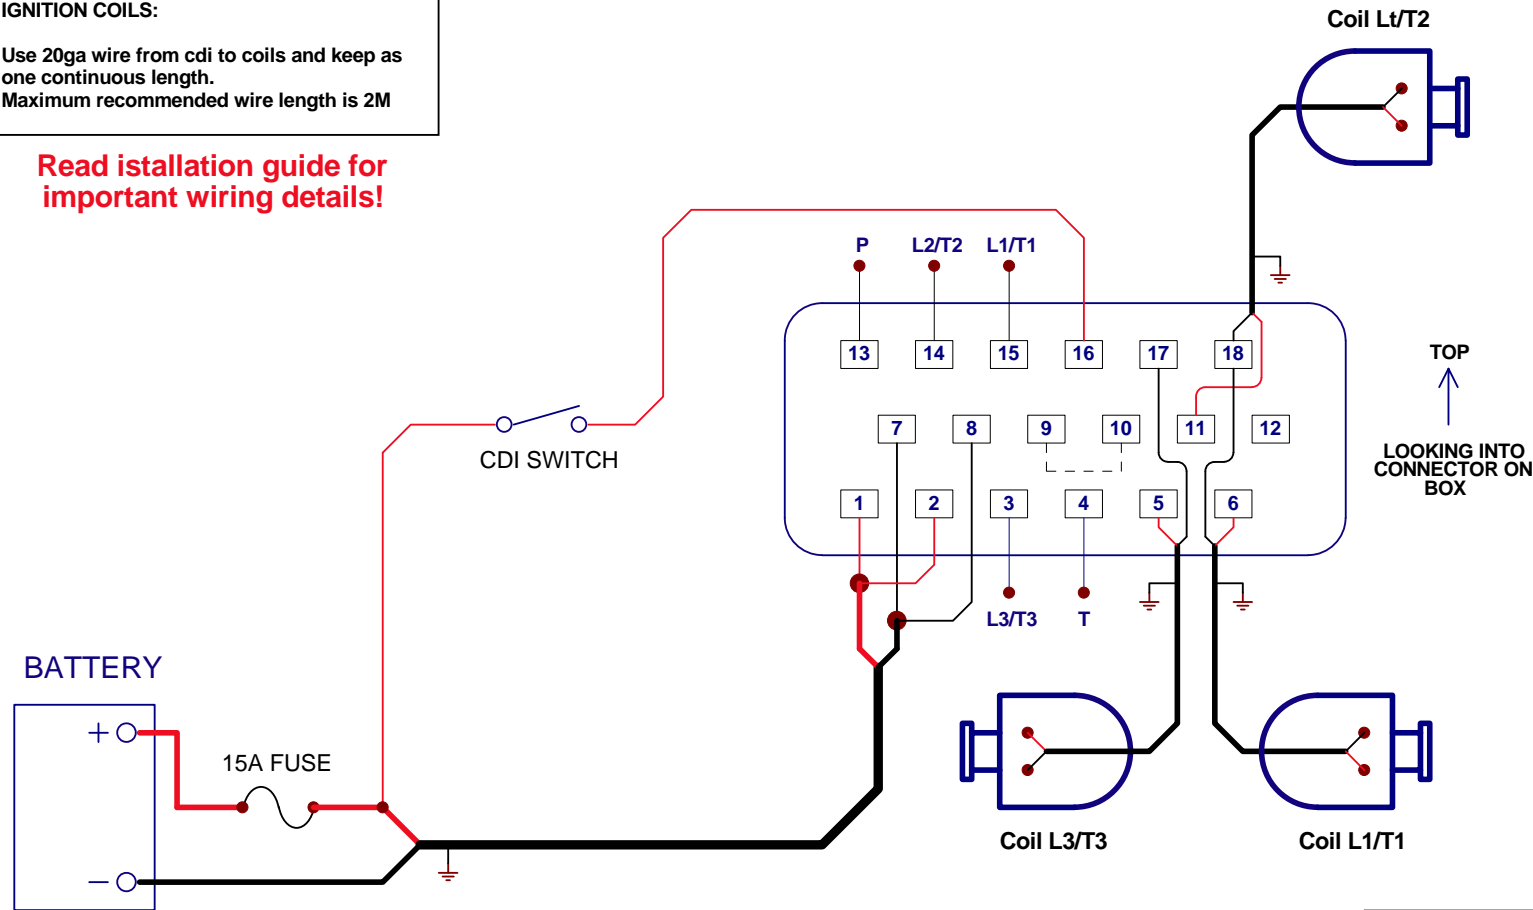 IGNITION COILS:
Use 20ga wire from cdi to coils and keep as
one continuous length.
Maximum recommended wire length is 2M
Read istallation guide for
important wiring details!
Coil Lt/T2
P
L2/T2
L1/T1
13
14
15
16
17
18
TOP
7
8
9
10
11
12
CDI SWITCH
LOOKING INTO
CONNECTOR ON
BOX
1
2
3
4
5
6
L3/T3
T
BATTERY
+
15A FUSE
−
Coil L3/T3
Coil L1/T1